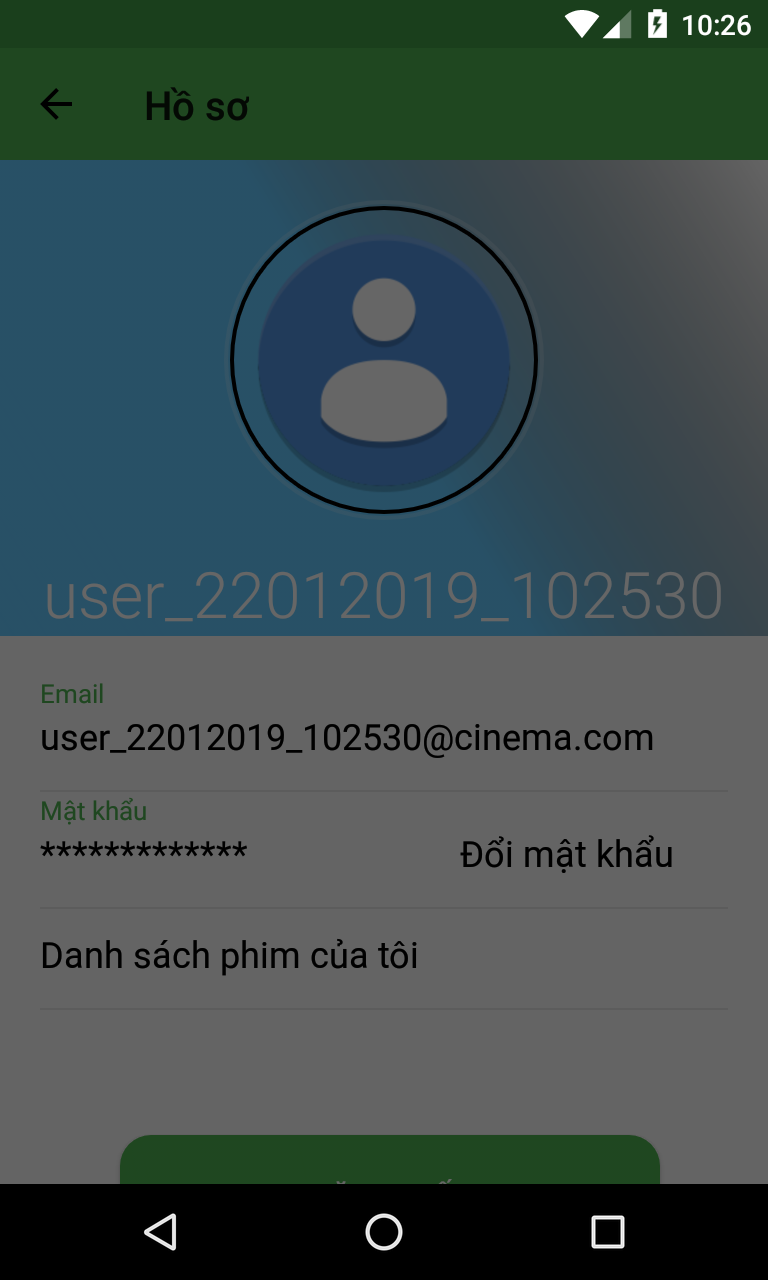 10:26
Hồ sơ
user_22012019_102530
Email
user_22012019_102530@cinema.com
Mật khẩu
*************
Đổi mật khẩu
Danh sách phim của tôi